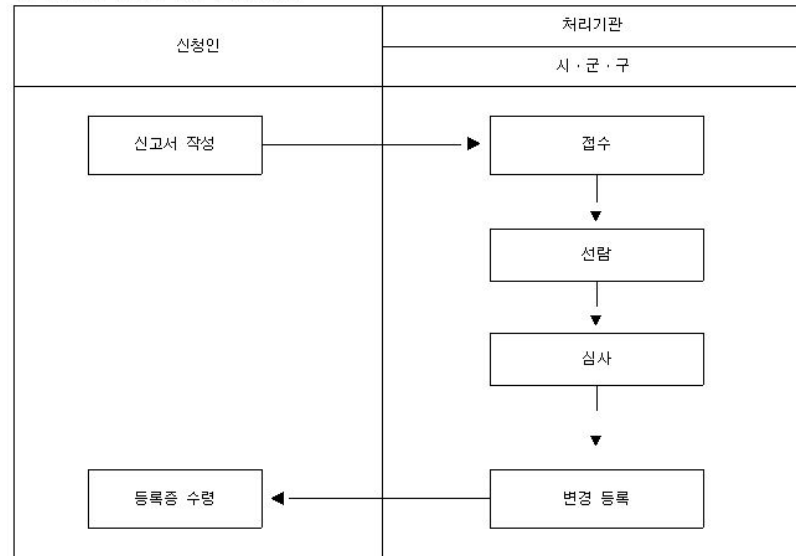 신청인
처리기관
시·군·구
신고서 작성
접수
선람
심사
등록증 수령
변경 등록